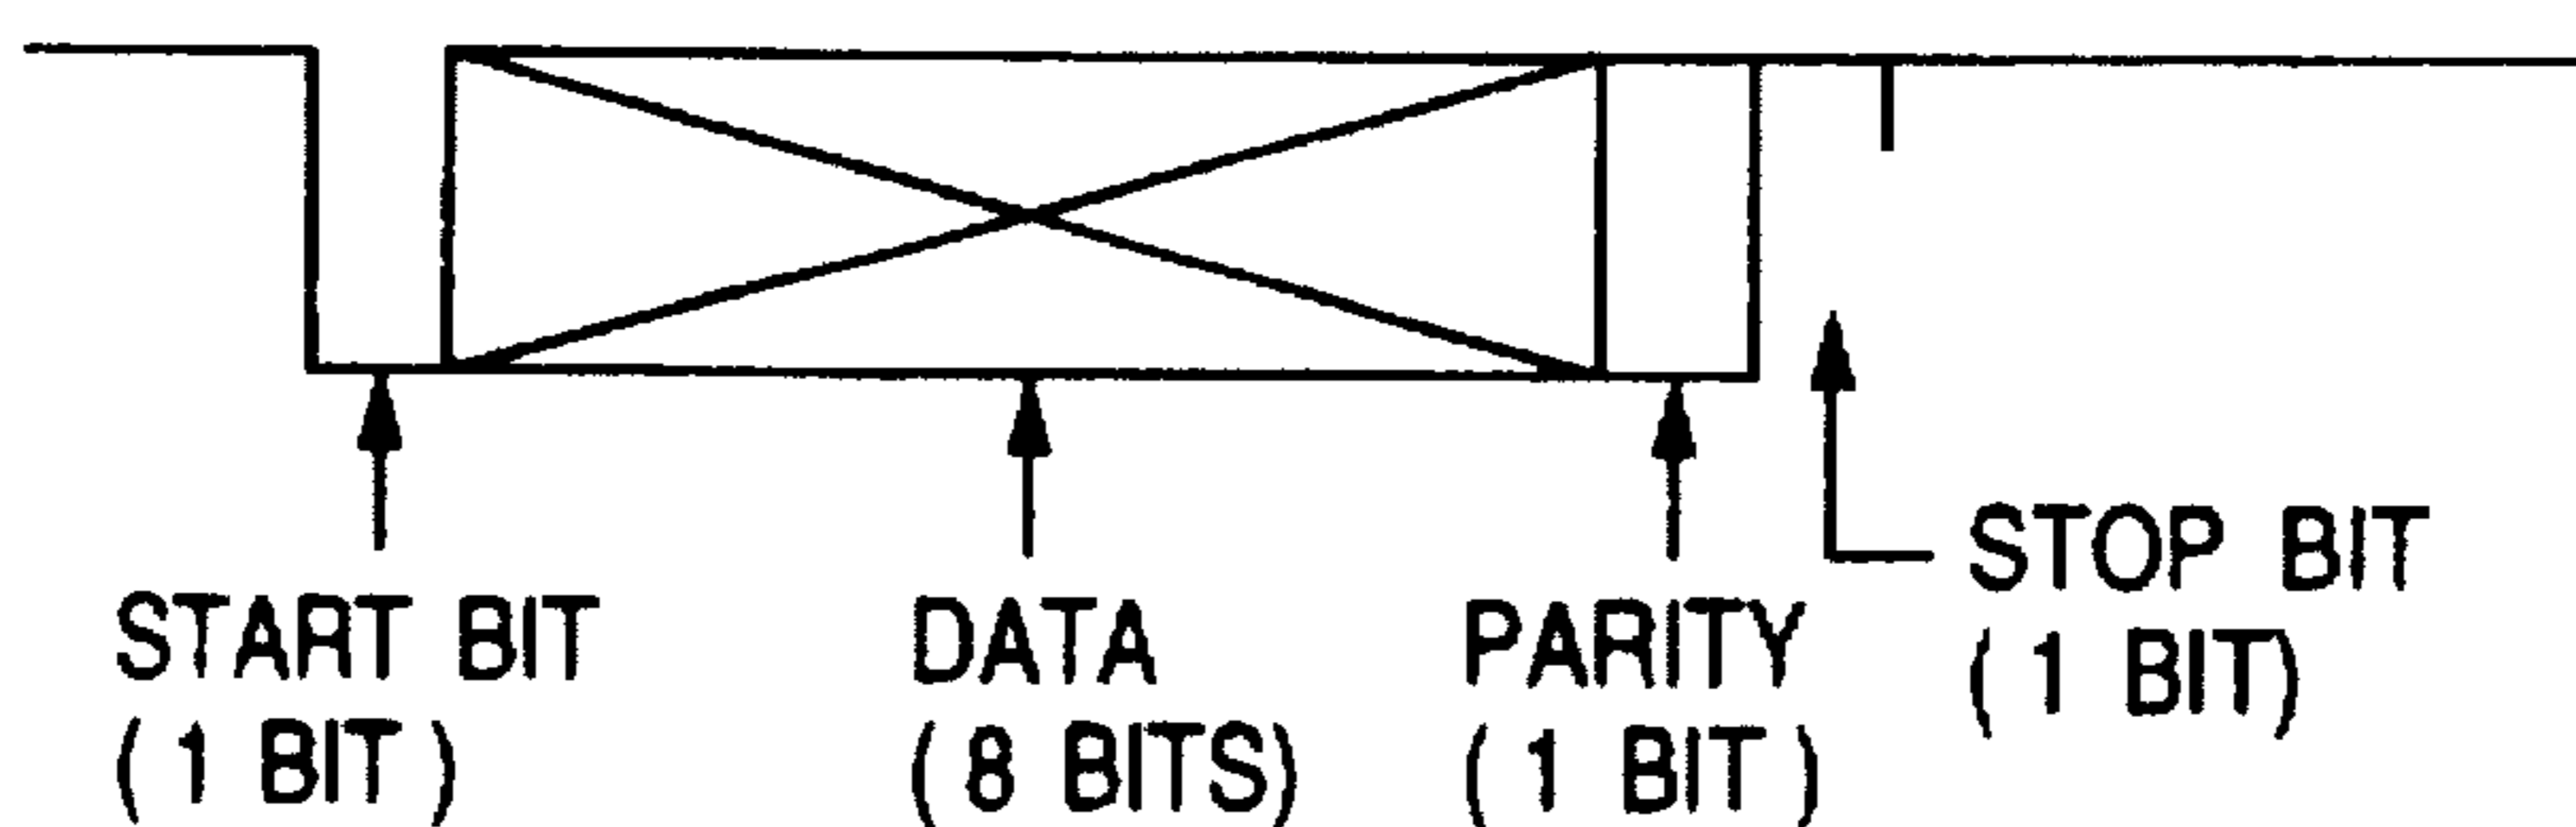 START BIT
( 1 BIT )
DATA
( 8 BITS)
PARITY
( 1 BIT )
STOP BIT
( 1 BIT)